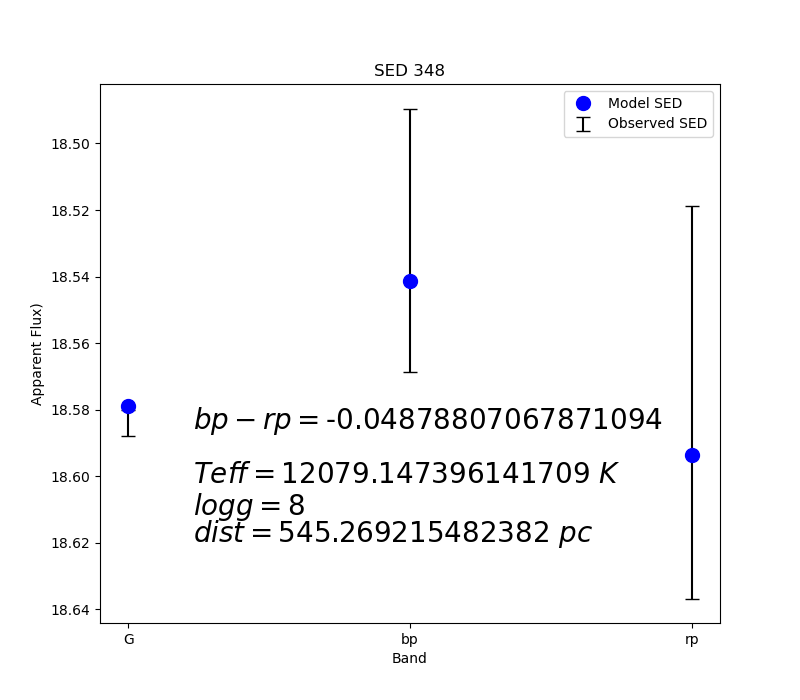 SED 348
Model SED
Observed SED
18.50
18.52
18.54
18.56
18.58
18.60
18.62
18.64
Apparent Flux)
bp − rp = -0.04878807067871094
Teff = 12079.147396141709 K
logg = 8
dist = 545.269215482382 pc
G
bp
rp
Band